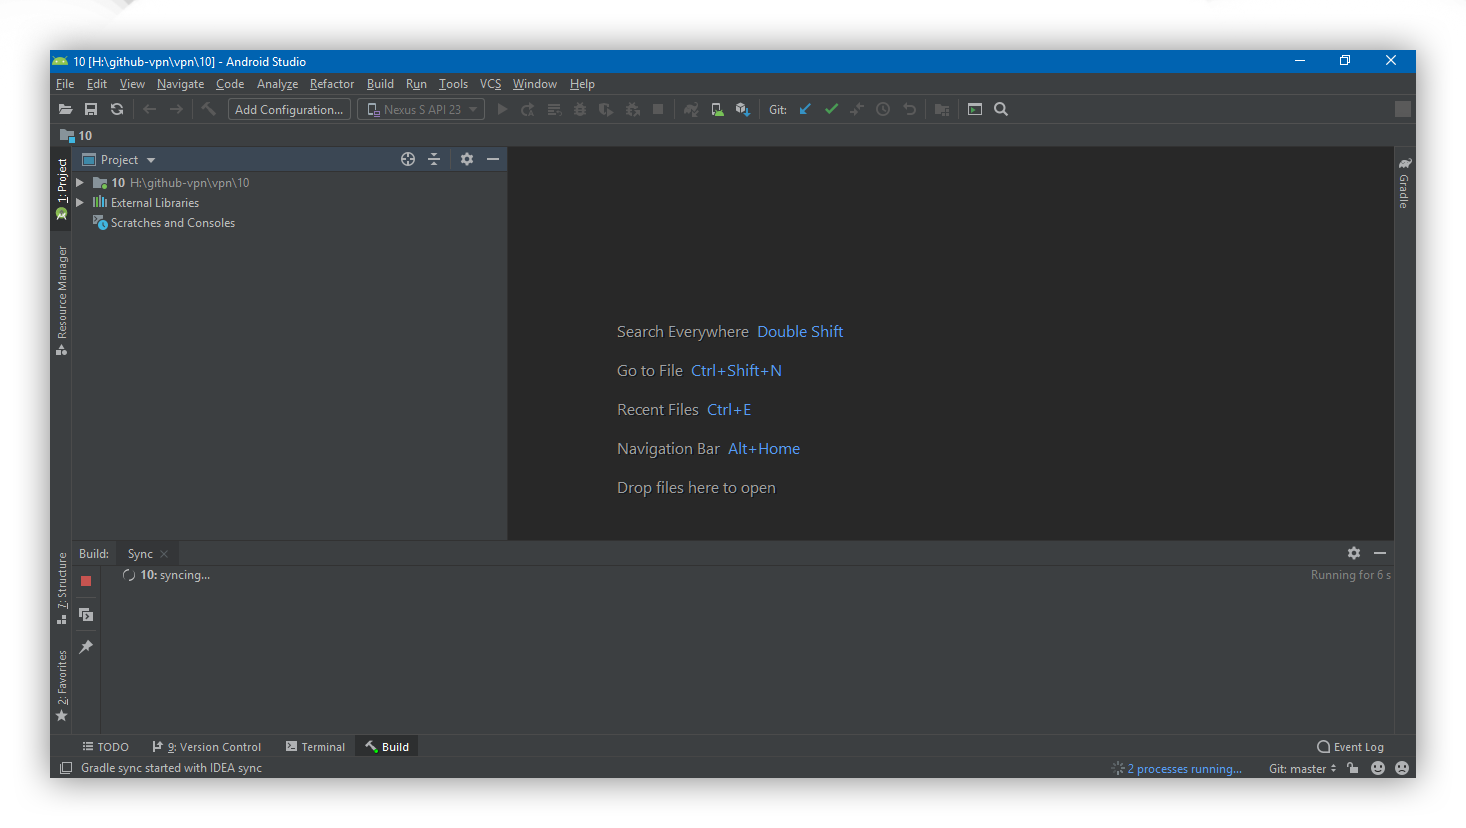 10 [H:\github-vpn\vpn\10] - Android Studio
File Edit View Navigate Code Analyze Refactor Build Run Tools VCS Window Help
Add Configuration... Nexus S API 23 Git:
10
Project
10 H:\github-vpn\vpn\10
External Libraries
Scratches and Consoles
1: Project
Resource Manager
7: Structure
2: Favorites
Gradle
Search Everywhere Double Shift
Go to File Ctrl+Shift+N
Recent Files Ctrl+E
Navigation Bar Alt+Home
Drop files here to open
Build: Sync
10: syncing... Running for 6 s
TODO 9: Version Control Terminal Build Event Log
Gradle sync started with IDEA sync 2 processes running... Git: master